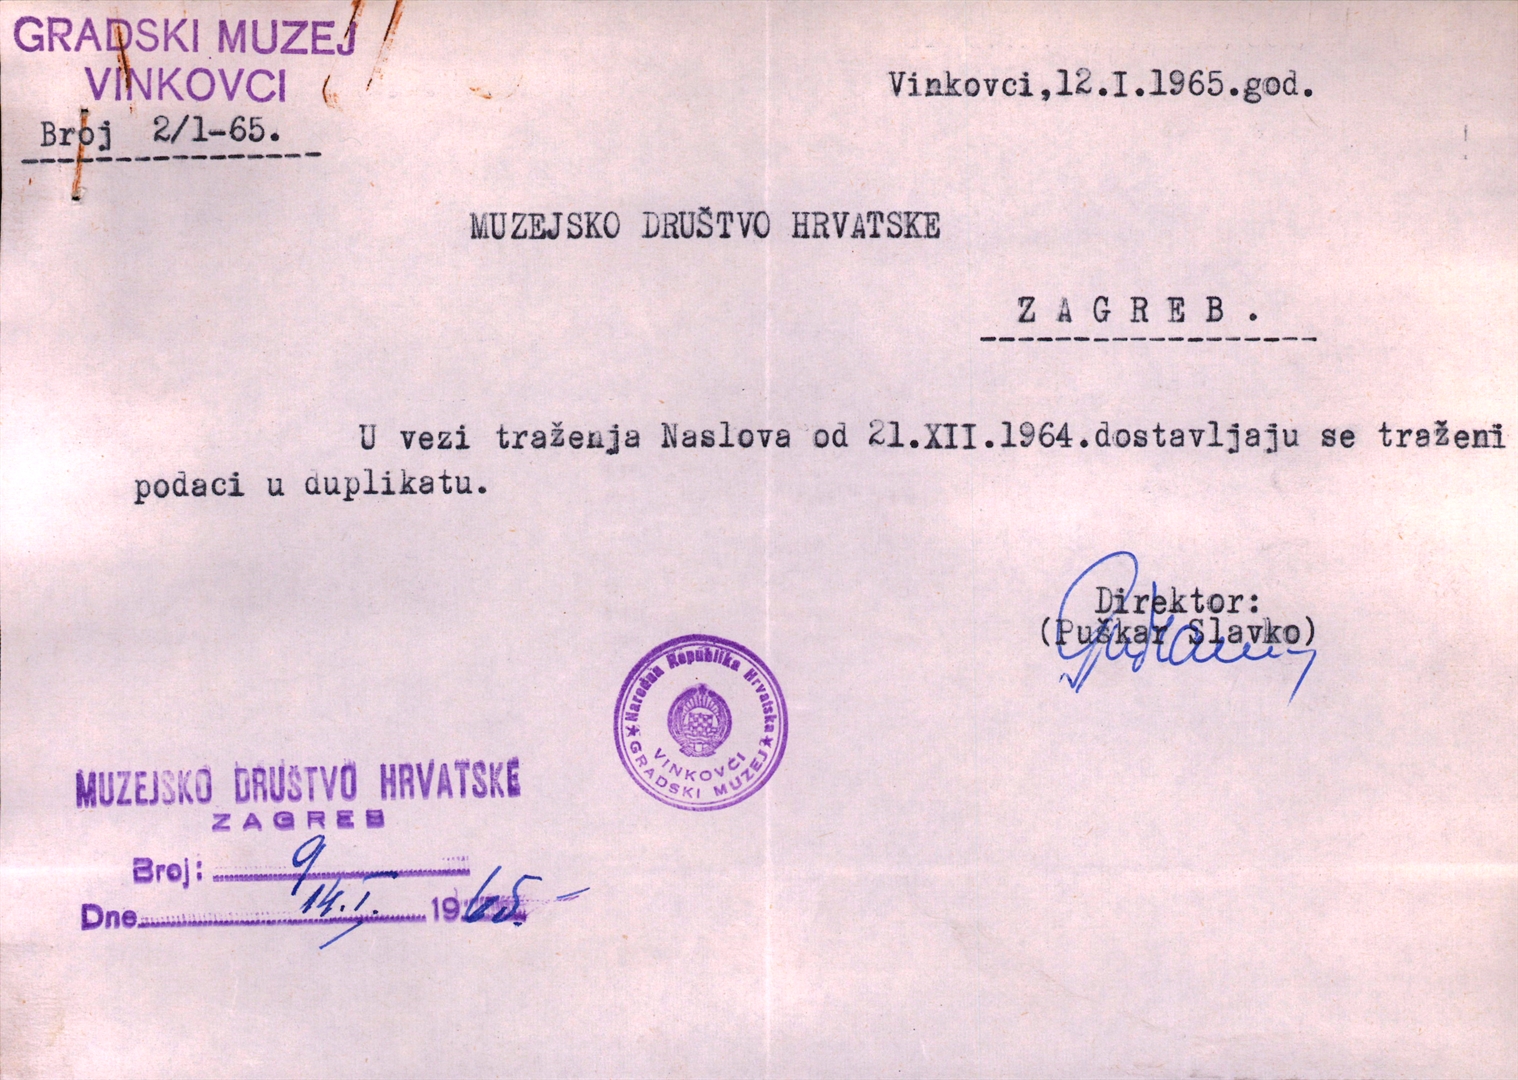 GRADSKI MUZEJ
VINKOVCI
Broj 2/1-65.
Vinkovci,12.I.1965.god.
MUZEJSKO DRUŠTVO HRVATSKE
ZAGREB.
U vezi traženja Naslova od 21.XII.1964.dostavljaju se traženi
podaci u duplikatu.
Direktor:
(Puškar Slavko)
Narodna Republika Hrvatska
VINKOVCI
GRADSKI MUZEJ
MUZEJSKO DRUŠTVO HRVATSKE
ZAGREB
Broj: 9
Dne 14.I. 1965.